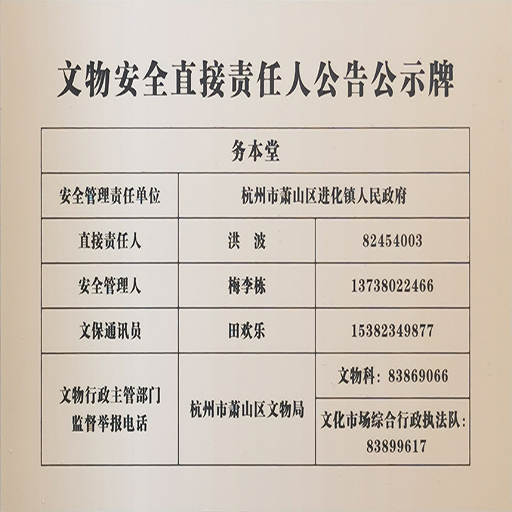 文物安全直接责任人公告公示牌
务本堂
安全管理责任单位 杭州市萧山区进化镇人民政府
直接责任人 洪 波 82454003
安全管理人 梅李栋 13738022466
文保通讯员 田欢乐 15382349877
文物行政主管部门
监督举报电话
杭州市萧山区文物局
文物科: 83869066
文化市场综合行政执法队:
83899617